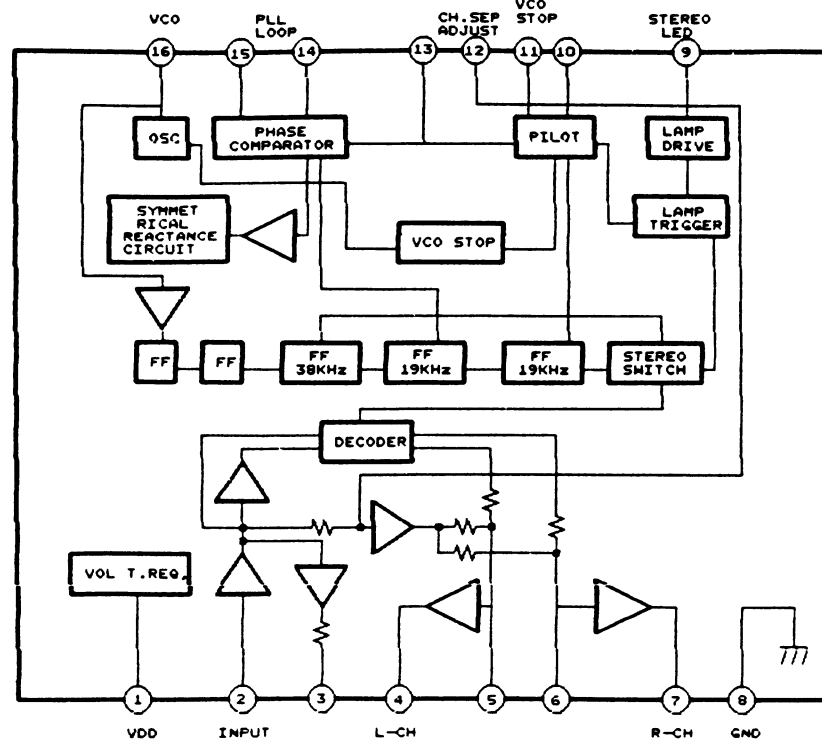 VCO
PLL
LOOP
CH.SEP
ADJUST
VCO
STOP
STEREO
LED
16
15
14
13
12
11
10
9
OSC
PHASE
COMPARATOR
PILOT
LAMP
DRIVE
SYMMET
RICAL
REACTANCE
CIRCUIT
VCO STOP
LAMP
TRIGGER
FF
FF
FF
38KHz
FF
19KHz
FF
19KHz
STEREO
SWITCH
DECODER
VOL T.REQ.
1
2
3
4
5
6
7
8
VDD
INPUT
L-CH
R-CH
GND